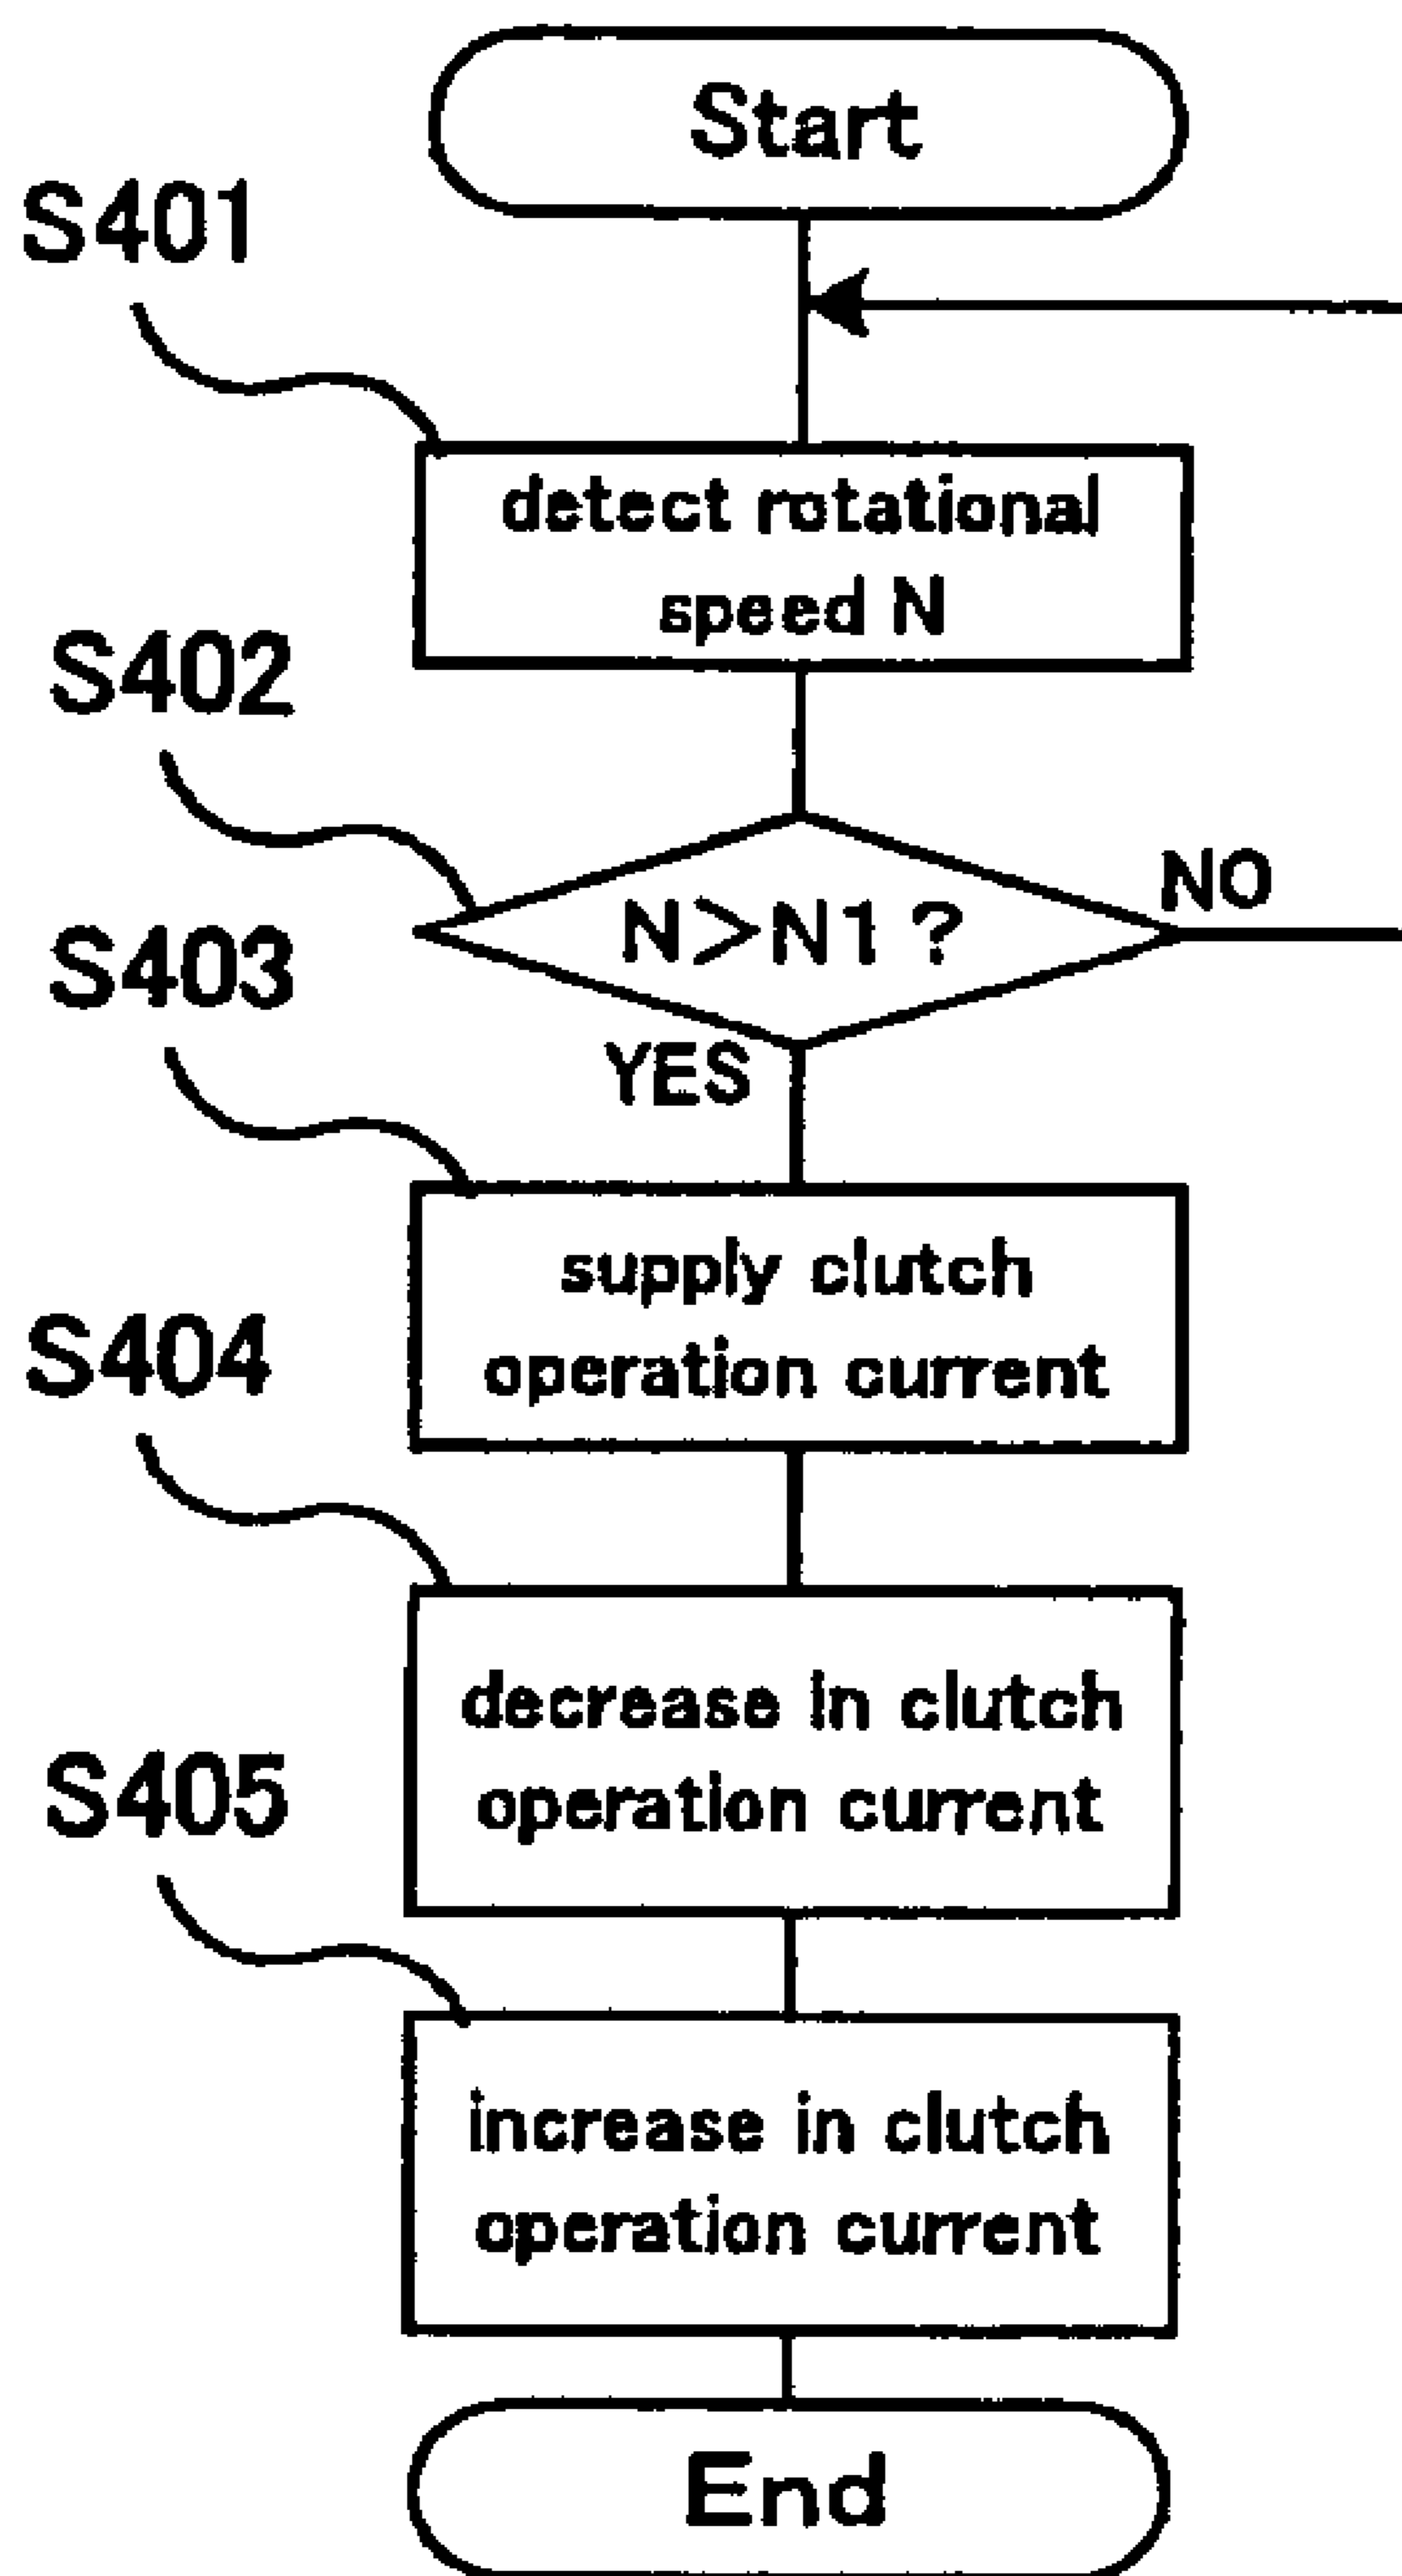 Start
S401
detect rotational
speed N
S402
N>N1?
NO
S403
YES
supply clutch
operation current
S404
decrease in clutch
operation current
S405
increase in clutch
operation current
End